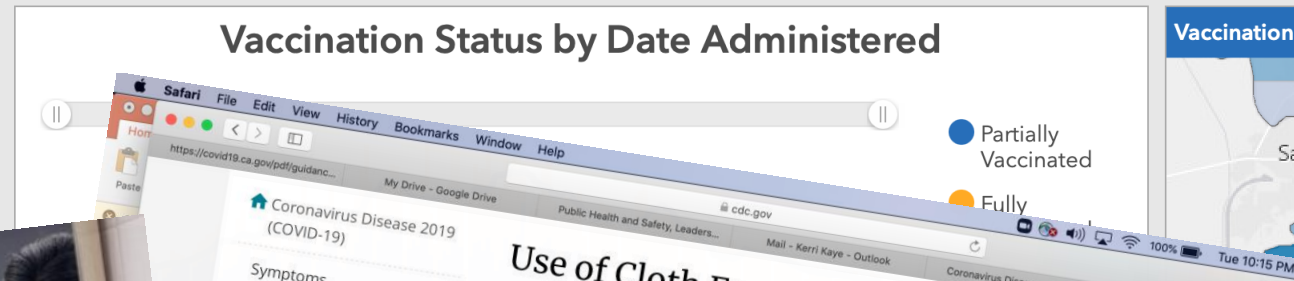 Vaccination Status by Date Administered
Vaccination
Safari File Edit View History Bookmarks Window Help
100% Tue 10:15 PM
Partially
Vaccinated
Fully
Paste
https://covid19.ca.gov/pdf/guidanc...
My Drive - Google Drive
cdc.gov
Public Health and Safety, Leaders...
Mail - Kerri Kaye - Outlook
Coronavirus
Coronavirus Disease 2019
(COVID-19)
Symptoms
Use of Cloth